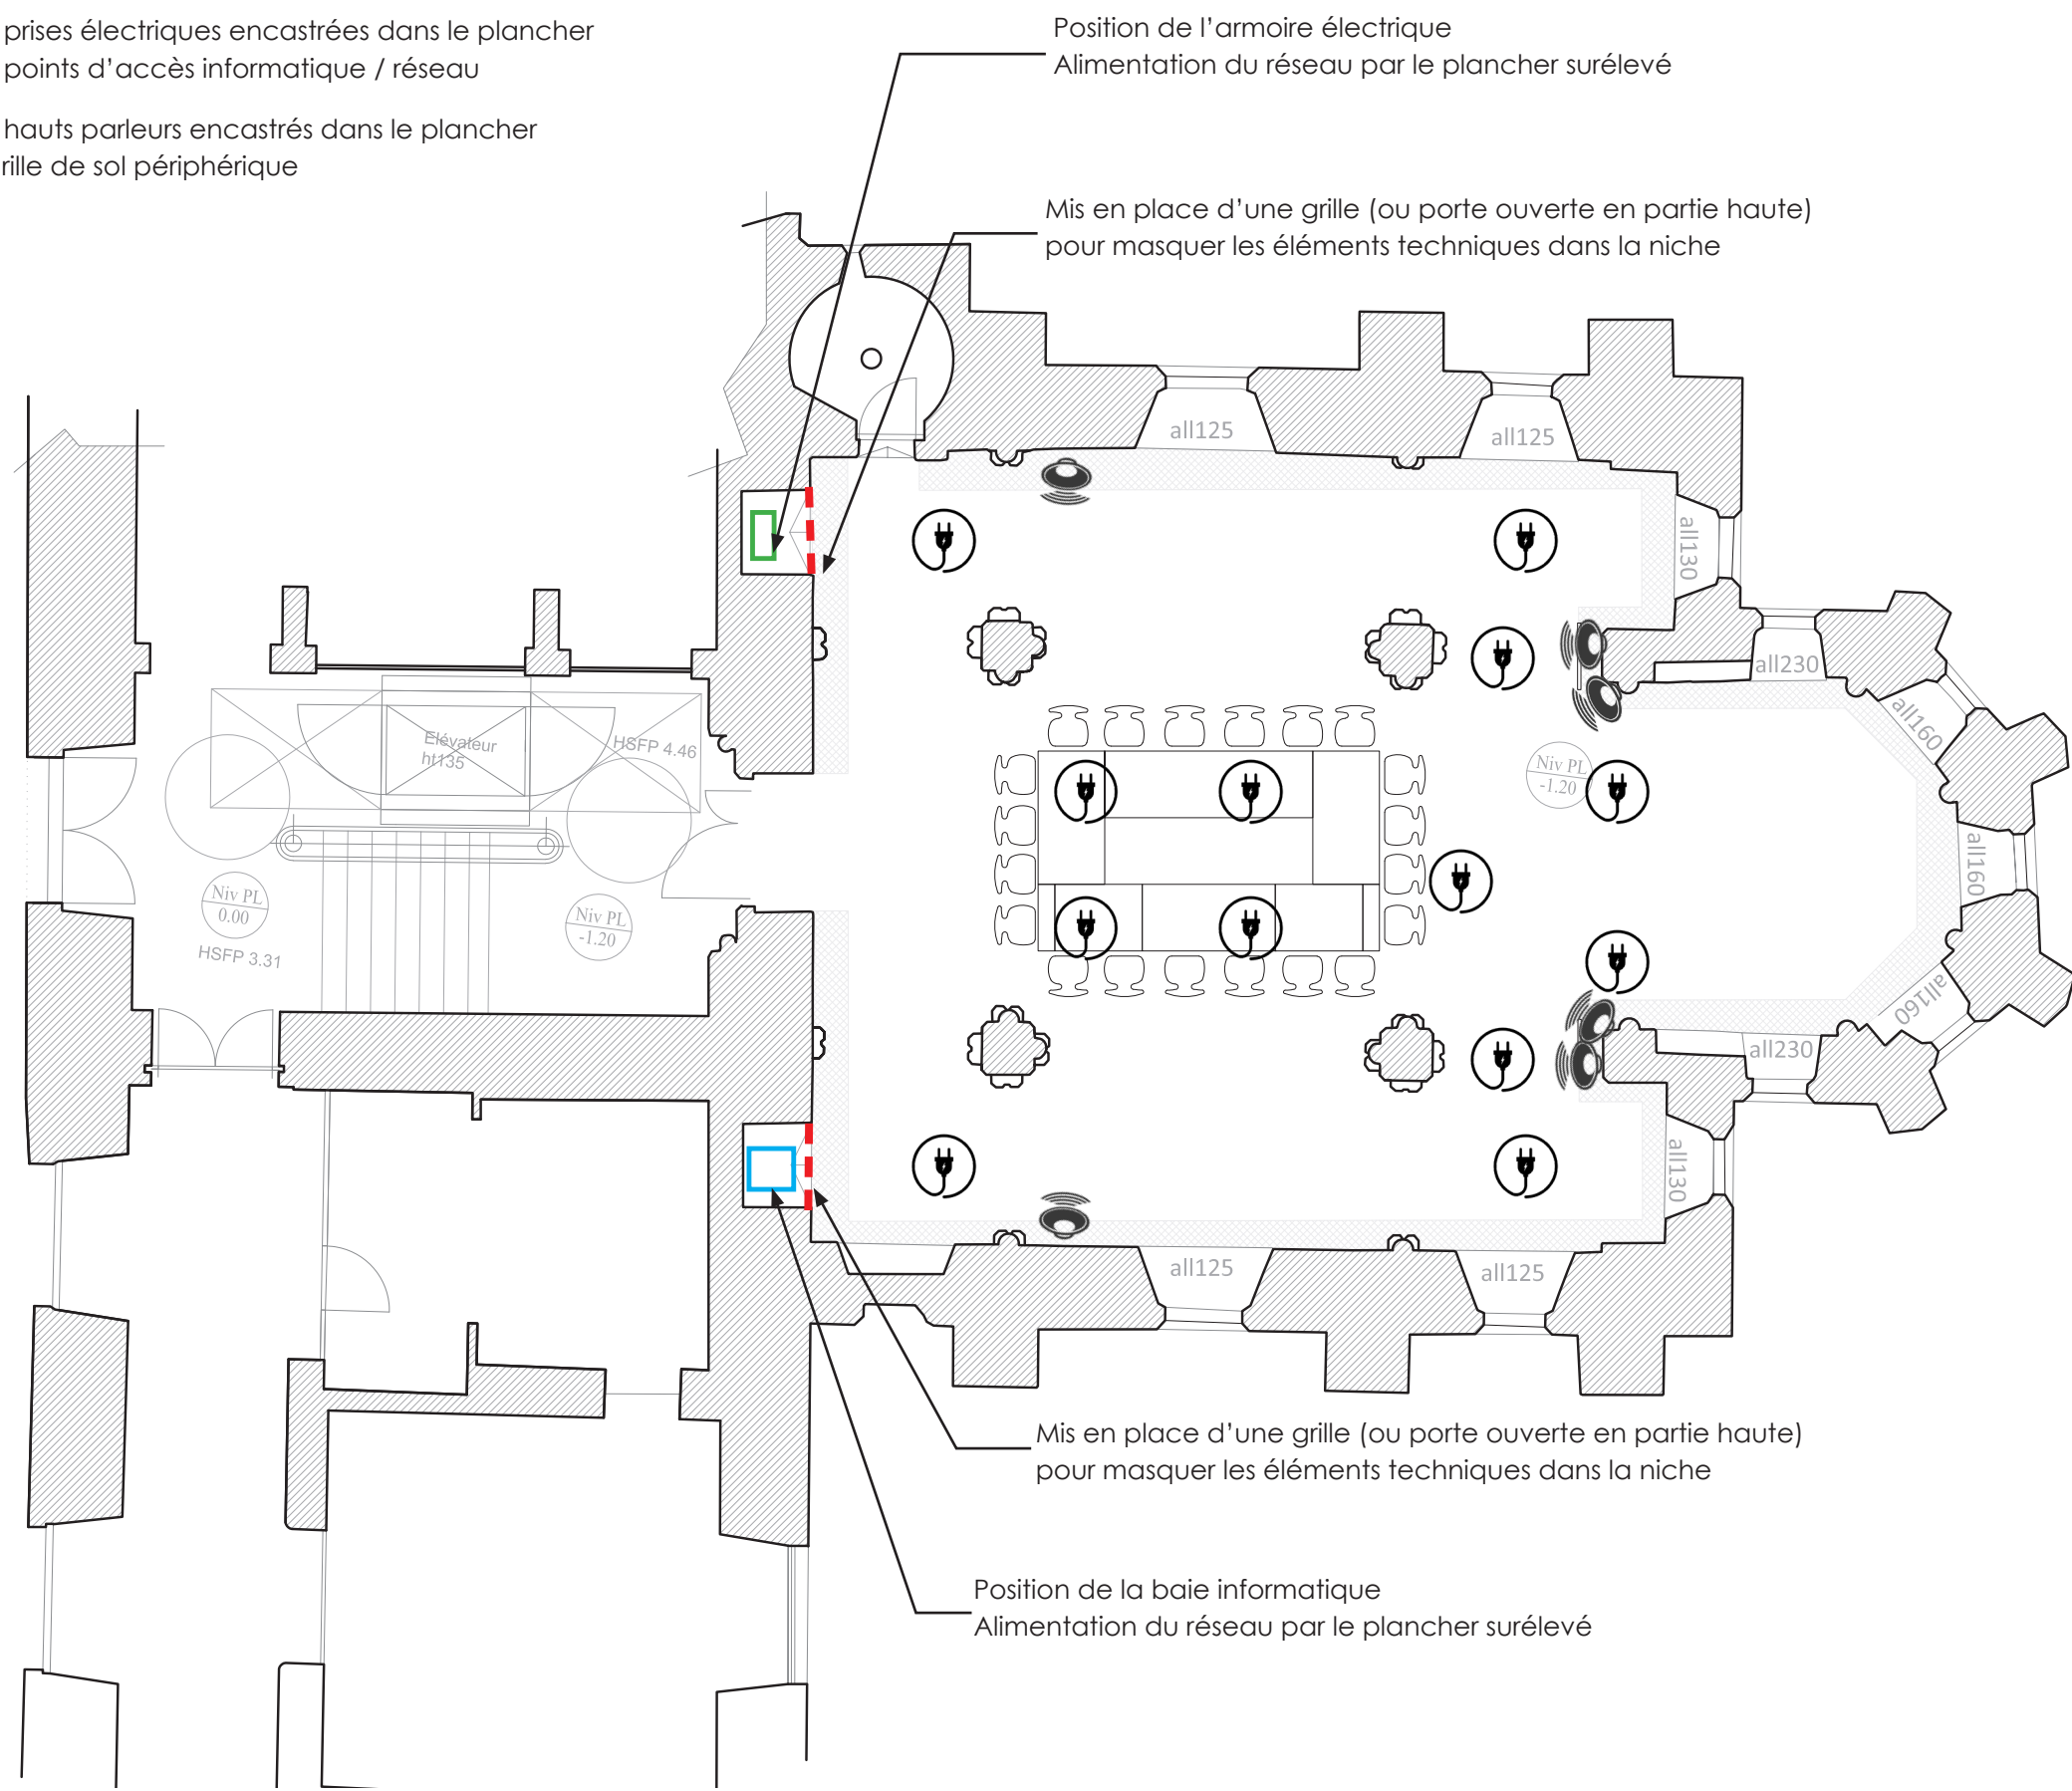 prises électriques encastrées dans le plancher
points d’accès informatique / réseau
hauts parleurs encastrés dans le plancher
rille de sol périphérique
Position de l’armoire électrique
Alimentation du réseau par le plancher surélevé
Mis en place d’une grille (ou porte ouverte en partie haute)
pour masquer les éléments techniques dans la niche
all125
all125
all130
all230
all160
all160
all160
all230
all130
all125
all125
Elévateur
ht135
HSFP 4.46
Niv PL
-1.20
Niv PL
0.00
Niv PL
-1.20
HSFP 3.31
Mis en place d’une grille (ou porte ouverte en partie haute)
pour masquer les éléments techniques dans la niche
Position de la baie informatique
Alimentation du réseau par le plancher surélevé